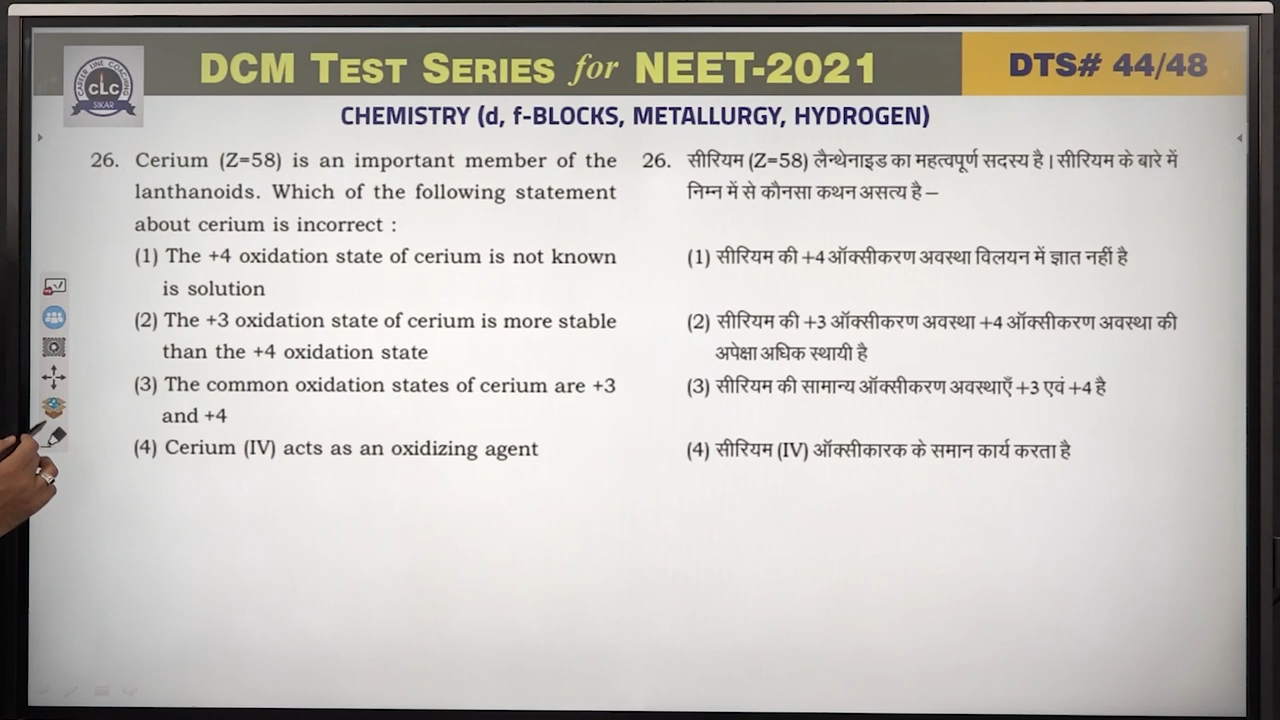 DCM TEST SERIES for NEET-2021
DTS# 44/48
CAREER LINE COACHING
CLC
SIKAR
CHEMISTRY (d, f-BLOCKS, METALLURGY, HYDROGEN)
26. Cerium (Z=58) is an important member of the
lanthanoids. Which of the following statement
about cerium is incorrect :
(1) The +4 oxidation state of cerium is not known
is solution
(2) The +3 oxidation state of cerium is more stable
than the +4 oxidation state
(3) The common oxidation states of cerium are +3
and +4
(4) Cerium (IV) acts as an oxidizing agent
26. सीरियम (Z=58) लैन्थेनाइड का महत्वपूर्ण सदस्य है। सीरियम के बारे में
निम्न में से कौनसा कथन असत्य है –
(1) सीरियम की +4 ऑक्सीकरण अवस्था विलयन में ज्ञात नहीं है
(2) सीरियम की +3 ऑक्सीकरण अवस्था +4 ऑक्सीकरण अवस्था की
अपेक्षा अधिक स्थायी है
(3) सीरियम की सामान्य ऑक्सीकरण अवस्थाएँ +3 एवं +4 है
(4) सीरियम (IV) ऑक्सीकारक के समान कार्य करता है